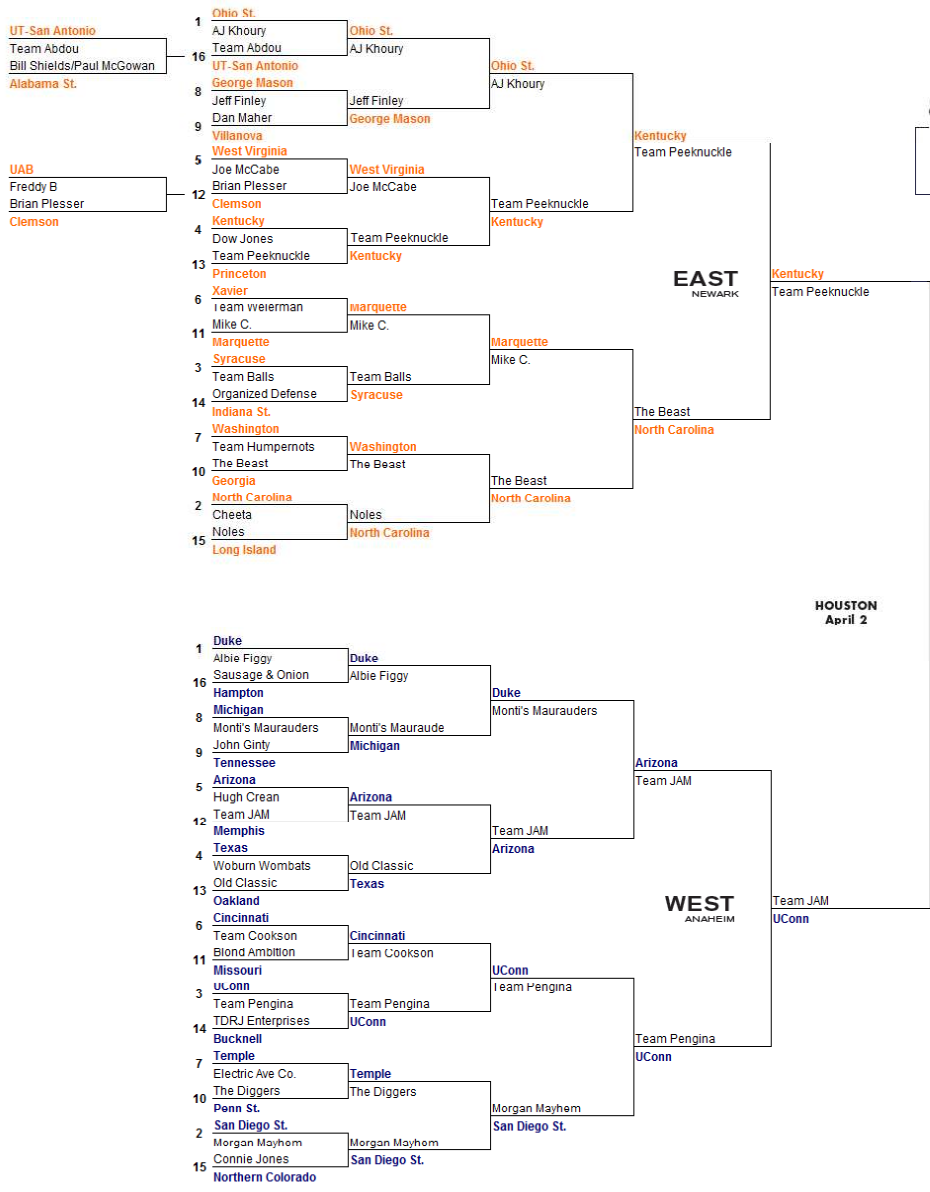 UT-San Antonio
Team Abdou
Bill Shields/Paul McGowan
Alabama St.
UAB
Freddy B
Brian Plesser
Clemson
1
Ohio St.
AJ Khoury
Team Abdou
16
UT-San Antonio
George Mason
8
Jeff Finley
Dan Maher
9
Villanova
West Virginia
5
Joe McCabe
Brian Plesser
12
Clemson
Kentucky
4
Dow Jones
Team Peeknuckle
13
Princeton
Xavier
6
Team Weierman
Mike C.
11
Marquette
Syracuse
3
Team Balls
Organized Defense
14
Indiana St.
Washington
7
Team Humpernots
The Beast
10
Georgia
North Carolina
2
Cheeta
Noles
15
Long Island
Ohio St.
AJ Khoury
Jeff Finley
George Mason
West Virginia
Joe McCabe
Team Peeknuckle
Kentucky
Marquette
Mike C.
Team Balls
Syracuse
Washington
The Beast
Noles
North Carolina
Ohio St.
AJ Khoury
Team Peeknuckle
Kentucky
Marquette
Mike C.
The Beast
North Carolina
Kentucky
Team Peeknuckle
The Beast
North Carolina
EAST
NEWARK
Kentucky
Team Peeknuckle
HOUSTON
April 2
Duke
1
Albie Figgy
Sausage & Onion
16
Hampton
Michigan
8
Monti's Maurauders
John Ginty
9
Tennessee
Arizona
5
Hugh Crean
Team JAM
12
Memphis
Texas
4
Woburn Wombats
Old Classic
13
Oakland
Cincinnati
6
Team Cookson
Blond Ambition
11
Missouri
UConn
3
Team Pengina
TDRJ Enterprises
14
Bucknell
Temple
7
Electric Ave Co.
The Diggers
10
Penn St.
San Diego St.
2
Morgan Mayhem
Connie Jones
15
Northern Colorado
Duke
Albie Figgy
Monti's Mauraude
Michigan
Arizona
Team JAM
Old Classic
Texas
Cincinnati
Team Cookson
Team Pengina
UConn
Temple
The Diggers
Morgan Mayhem
San Diego St.
Duke
Monti's Maurauders
Team JAM
Arizona
UConn
Team Pengina
Morgan Mayhem
San Diego St.
Arizona
Team JAM
Team Pengina
UConn
WEST
ANAHEIM
Team JAM
UConn